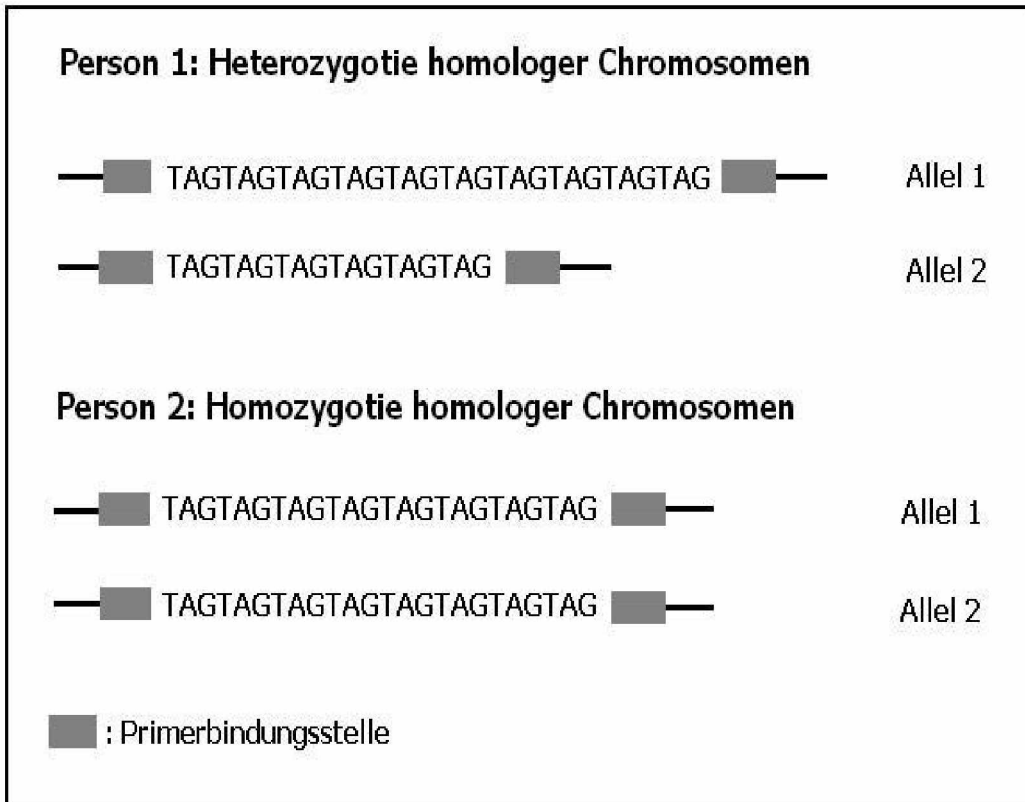 Person 1: Heterozygotie homologer Chromosomen
TAGTAGTAGTAGTAGTAGTAGTAGTAGTAG Allel 1
TAGTAGTAGTAGTAGTAG Allel 2
Person 2: Homozygotie homologer Chromosomen
TAGTAGTAGTAGTAGTAGTAGTAG Allel 1
TAGTAGTAGTAGTAGTAGTAGTAG Allel 2
: Primerbindungsstelle